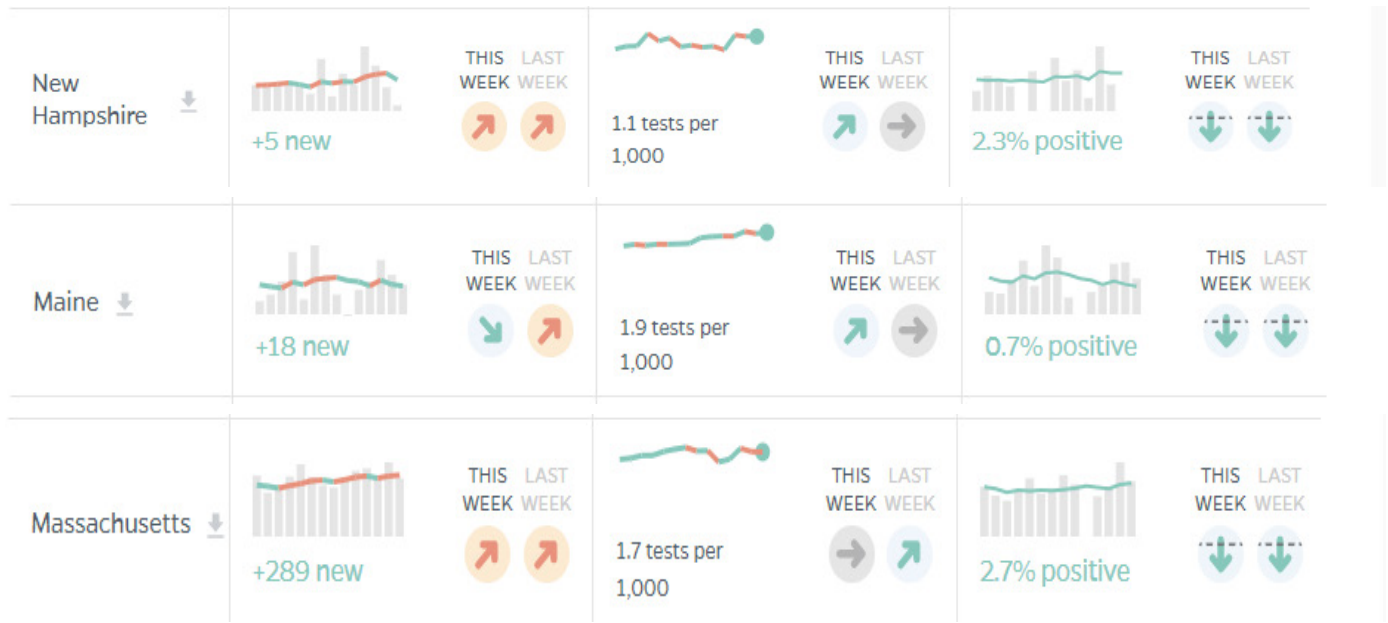 New
Hampshire
+5 new
THIS LAST
WEEK WEEK
1.1 tests per
1,000
THIS LAST
WEEK WEEK
2.3% positive
THIS LAST
WEEK WEEK
Maine
+18 new
THIS LAST
WEEK WEEK
1.9 tests per
1,000
THIS LAST
WEEK WEEK
0.7% positive
THIS LAST
WEEK WEEK
Massachusetts
+289 new
THIS LAST
WEEK WEEK
1.7 tests per
1,000
THIS LAST
WEEK WEEK
2.7% positive
THIS LAST
WEEK WEEK